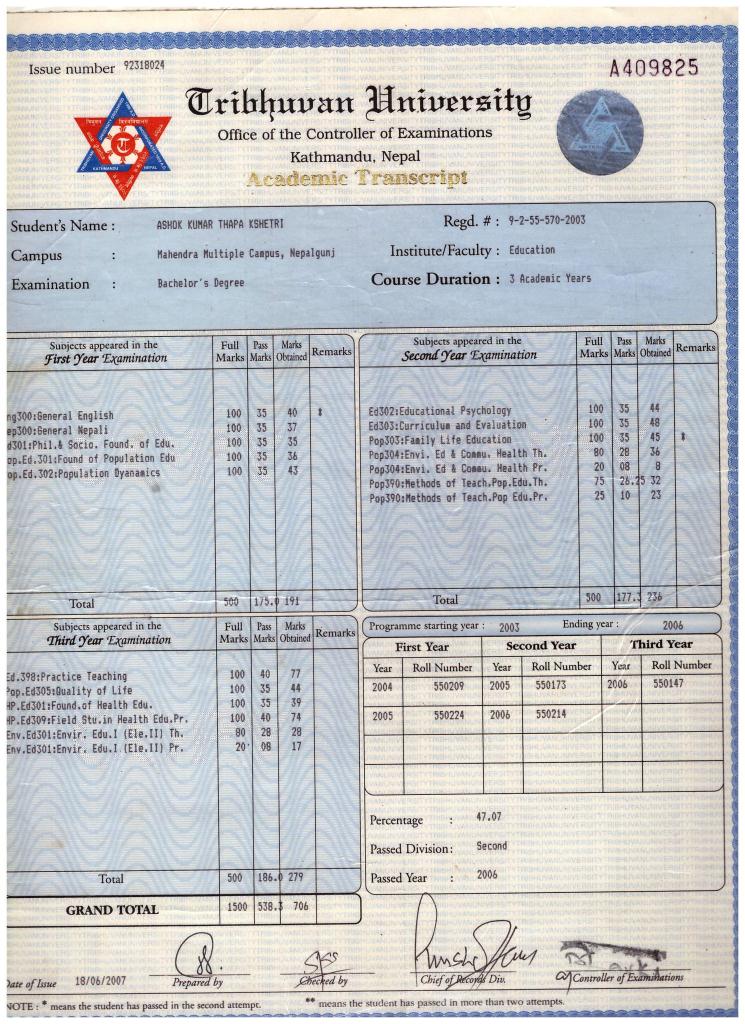 Issue number 92318024
A409825
Tribhuvan University
Office of the Controller of Examinations
Kathmandu, Nepal
Academic Transcript
KATHMANDU NEPAL
Student's Name : ASHOK KUMAR THAPA KSHETRI
Regd. # : 9-2-55-570-2003
Campus : Mahendra Multiple Campus, Nepalgunj
Institute/Faculty : Education
Examination : Bachelor's Degree
Course Duration : 3 Academic Years
Subjects appeared in the First Year Examination Full Marks Pass Marks Marks Obtained Remarks
ng300:General English 100 35 40 *
ep300:General Nepali 100 35 37
d301:Phil.& Socio. Found. of Edu. 100 35 35
op.Ed.301:Found of Population Edu 100 35 36
op.Ed.302:Population Dyanamics 100 35 43
Total 500 175.0 191
Subjects appeared in the Second Year Examination Full Marks Pass Marks Marks Obtained Remarks
Ed302:Educational Psychology 100 35 44
Ed303:Curriculum and Evaluation 100 35 48
Pop303:Family Life Education 100 35 45 *
Pop304:Envi. Ed & Commu. Health Th. 80 28 36
Pop304:Envi. Ed & Commu. Health Pr. 20 08 8
Pop390:Methods of Teach.Pop.Edu.Th. 75 26.25 32
Pop390:Methods of Teach.Pop Edu.Pr. 25 10 23
Total 500 177.3 236
Subjects appeared in the Third Year Examination Full Marks Pass Marks Marks Obtained Remarks
Ed.398:Practice Teaching 100 40 77
Pop.Ed305:Quality of Life 100 35 44
HP.Ed301:Found.of Health Edu. 100 35 39
HP.Ed309:Field Stu.in Health Edu.Pr. 100 40 74
Env.Ed301:Envir. Edu.I (Ele.II) Th. 80 28 28
Env.Ed301:Envir. Edu.I (Ele.II) Pr. 20 08 17
Total 500 186.0 279
GRAND TOTAL 1500 538.3 706
Programme starting year : 2003 Ending year : 2006
First Year Second Year Third Year
Year Roll Number Year Roll Number Year Roll Number
2004 550209 2005 550173 2006 550147
2005 550224 2006 550214
Percentage : 47.07
Passed Division: Second
Passed Year : 2006
Date of Issue 18/06/2007
Prepared by
Checked by
Chief of Records Div.
Controller of Examinations
NOTE : * means the student has passed in the second attempt.
** means the student has passed in more than two attempts.